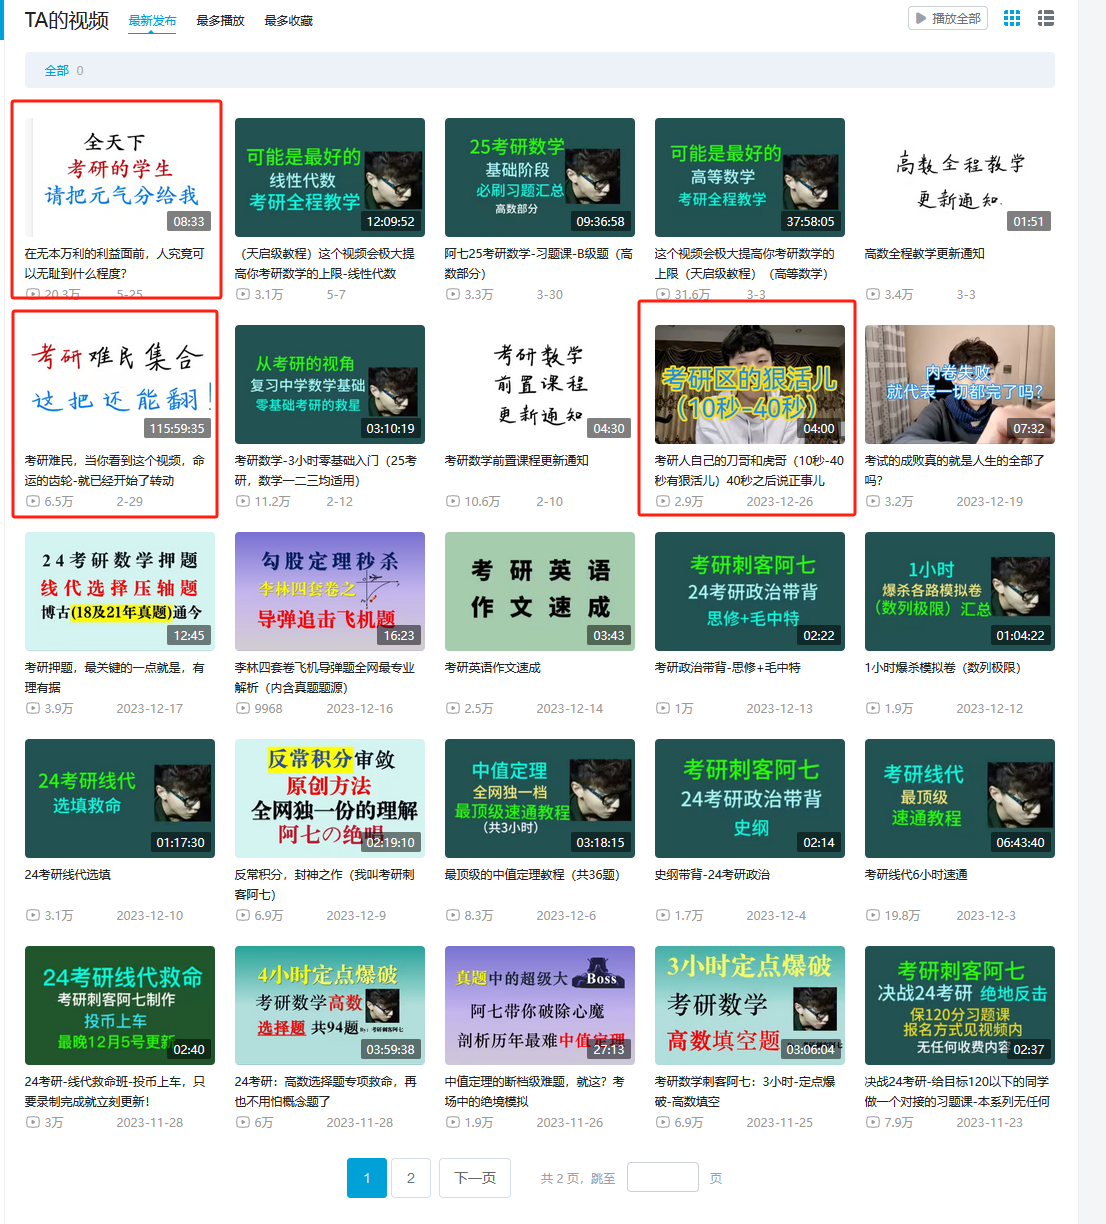 TA的视频 最新发布 最多播放 最多收藏 播放全部
全部 0
全天下
考研的学生
请把元气分给我
08:33
在无本万利的利益面前，人究竟可
以无耻到什么程度？
20.3万 5-25
可能是最好的
线性代数
考研全程教学
12:09:52
（天启级教程）这个视频会极大提
高你考研数学的上限-线性代数
3.1万 5-7
25考研数学
基础阶段
必刷习题汇总
高数部分
09:36:58
阿七25考研数学-习题课-B级题（高
数部分）
3.3万 3-30
可能是最好的
高等数学
考研全程教学
37:58:05
这个视频会极大提高你考研数学的
上限（天启级教程）（高等数学）
31.6万 3-3
高数全程教学
更新通知.
01:51
高数全程教学更新通知
3.4万 3-3
考研难民集合
这把还能翻！
115:59:35
考研难民，当你看到这个视频，命
运的齿轮-就已经开始了转动
6.5万 2-29
从考研的视角
复习中学数学基础
零基础考研的救星
03:10:19
考研数学-3小时零基础入门（25考
研，数学一二三均适用）
11.2万 2-12
考研数学
前置课程
更新通知
04:30
考研数学前置课程更新通知
10.6万 2-10
考研区的狠活儿
（10秒-40秒）
04:00
考研人自己的刀哥和虎哥（10秒-40
秒有狠活儿）40秒之后说正事儿
2.9万 2023-12-26
内卷失败
就代表一切都完了吗？
07:32
考试的成败真的就是人生的全部了
吗？
3.2万 2023-12-19
24考研数学押题
线代选择压轴题
博古(18及21年真题)通今
12:45
考研押题，最关键的一点就是，有
理有据
3.9万 2023-12-17
勾股定理秒杀
李林四套卷之
导弹追击飞机题
16:23
李林四套卷飞机导弹题全网最专业
解析（内含真题题源）
9968 2023-12-16
考研英语
作文速成
03:43
考研英语作文速成
2.5万 2023-12-14
考研刺客阿七
24考研政治带背
思修+毛中特
02:22
考研政治带背-思修+毛中特
1万 2023-12-13
1小时
爆杀各路模拟卷
（数列极限）汇总
01:04:22
1小时爆杀模拟卷（数列极限）
1.9万 2023-12-12
24考研线代
选填救命
01:17:30
24考研线代选填
3.1万 2023-12-10
反常积分审敛
原创方法
全网独一份的理解
阿七の绝唱
02:19:10
反常积分，封神之作（我叫考研刺
客阿七）
6.9万 2023-12-9
中值定理
全网独一档
最顶级速通教程
（共3小时）
03:18:15
最顶级的中值定理教程（共36题）
8.3万 2023-12-6
考研刺客阿七
24考研政治带背
史纲
02:14
史纲带背-24考研政治
1.7万 2023-12-4
考研线代
最顶级
速通教程
06:43:40
考研线代6小时速通
19.8万 2023-12-3
24考研线代救命
考研刺客阿七制作
投币上车
最晚12月5号更新
02:40
24考研-线代救命班-投币上车，只
要录制完成就立刻更新！
3万 2023-11-28
4小时定点爆破
考研数学高数
选择题 共94题 By：考研刺客阿七
03:59:38
24考研：高数选择题专项救命，再
也不用怕概念题了
6万 2023-11-28
真题中的超级大Boss
阿七带你破除心魔
剖析历年最难中值定理
27:13
中值定理的断档级难题，就这？考
场中的绝境模拟
1.9万 2023-11-26
3小时定点爆破
考研数学
高数填空题
03:06:04
考研数学刺客阿七：3小时-定点爆
破-高数填空
6.9万 2023-11-25
考研刺客阿七
决战24考研 绝地反击
保120分习题课
报名方式见视频内
无任何收费内容
02:37
决战24考研-给目标120以下的同学
做一个对接的习题课-本系列无任何
7.9万 2023-11-23
1 2 下一页 共 2 页，跳至 页